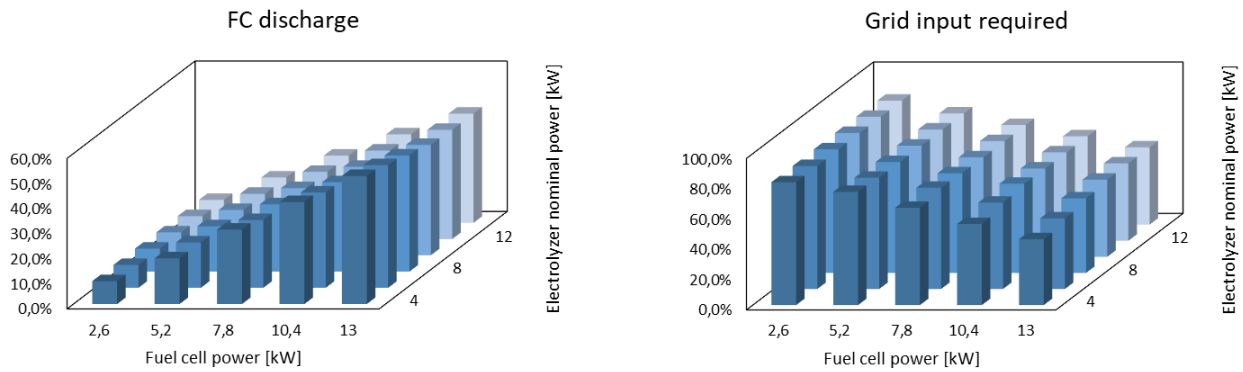 FC discharge
60,0%
50,0%
40,0%
30,0%
20,0%
10,0%
0,0%
2,6 5,2 7,8 10,4 13
Fuel cell power [kW]
4
8
12
Electrolyzer nominal power [kW]
Grid input required
100,0%
80,0%
60,0%
40,0%
20,0%
0,0%
2,6 5,2 7,8 10,4 13
Fuel cell power [kW]
4
8
12
Electrolyzer nominal power [kW]